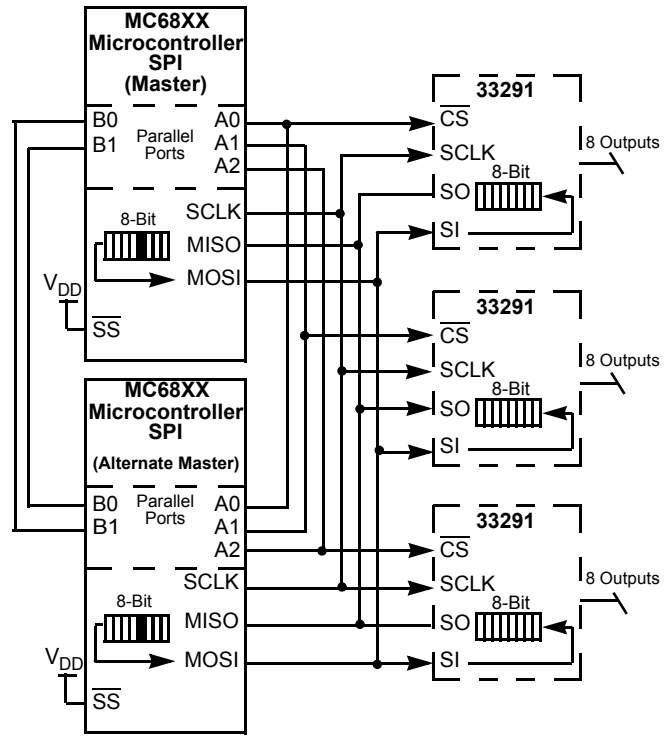 MC68XX
Microcontroller
SPI
(Master)
B0
B1
Parallel
Ports
A0
A1
A2
SCLK
8-Bit
MISO
MOSI
VDD
SS
MC68XX
Microcontroller
SPI
(Alternate Master)
B0
B1
Parallel
Ports
A0
A1
A2
SCLK
8-Bit
MISO
MOSI
VDD
SS
33291
CS
SCLK
8-Bit
SO
SI
8 Outputs
33291
CS
SCLK
8-Bit
SO
SI
8 Outputs
33291
CS
SCLK
8-Bit
SO
SI
8 Outputs